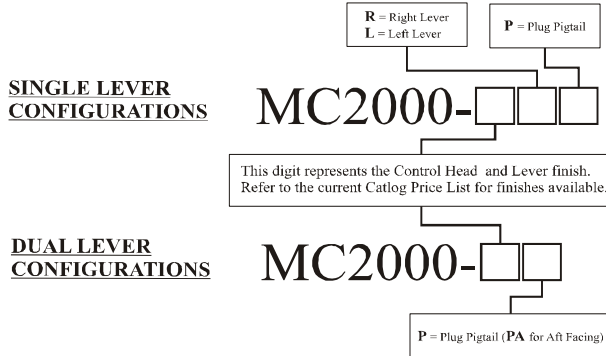 R = Right Lever
L = Left Lever
P = Plug Pigtail
SINGLE LEVER
CONFIGURATIONS
MC2000-
This digit represents the Control Head and Lever finish.
Refer to the current Catlog Price List for finishes available.
DUAL LEVER
CONFIGURATIONS
MC2000-
P = Plug Pigtail (PA for Aft Facing)